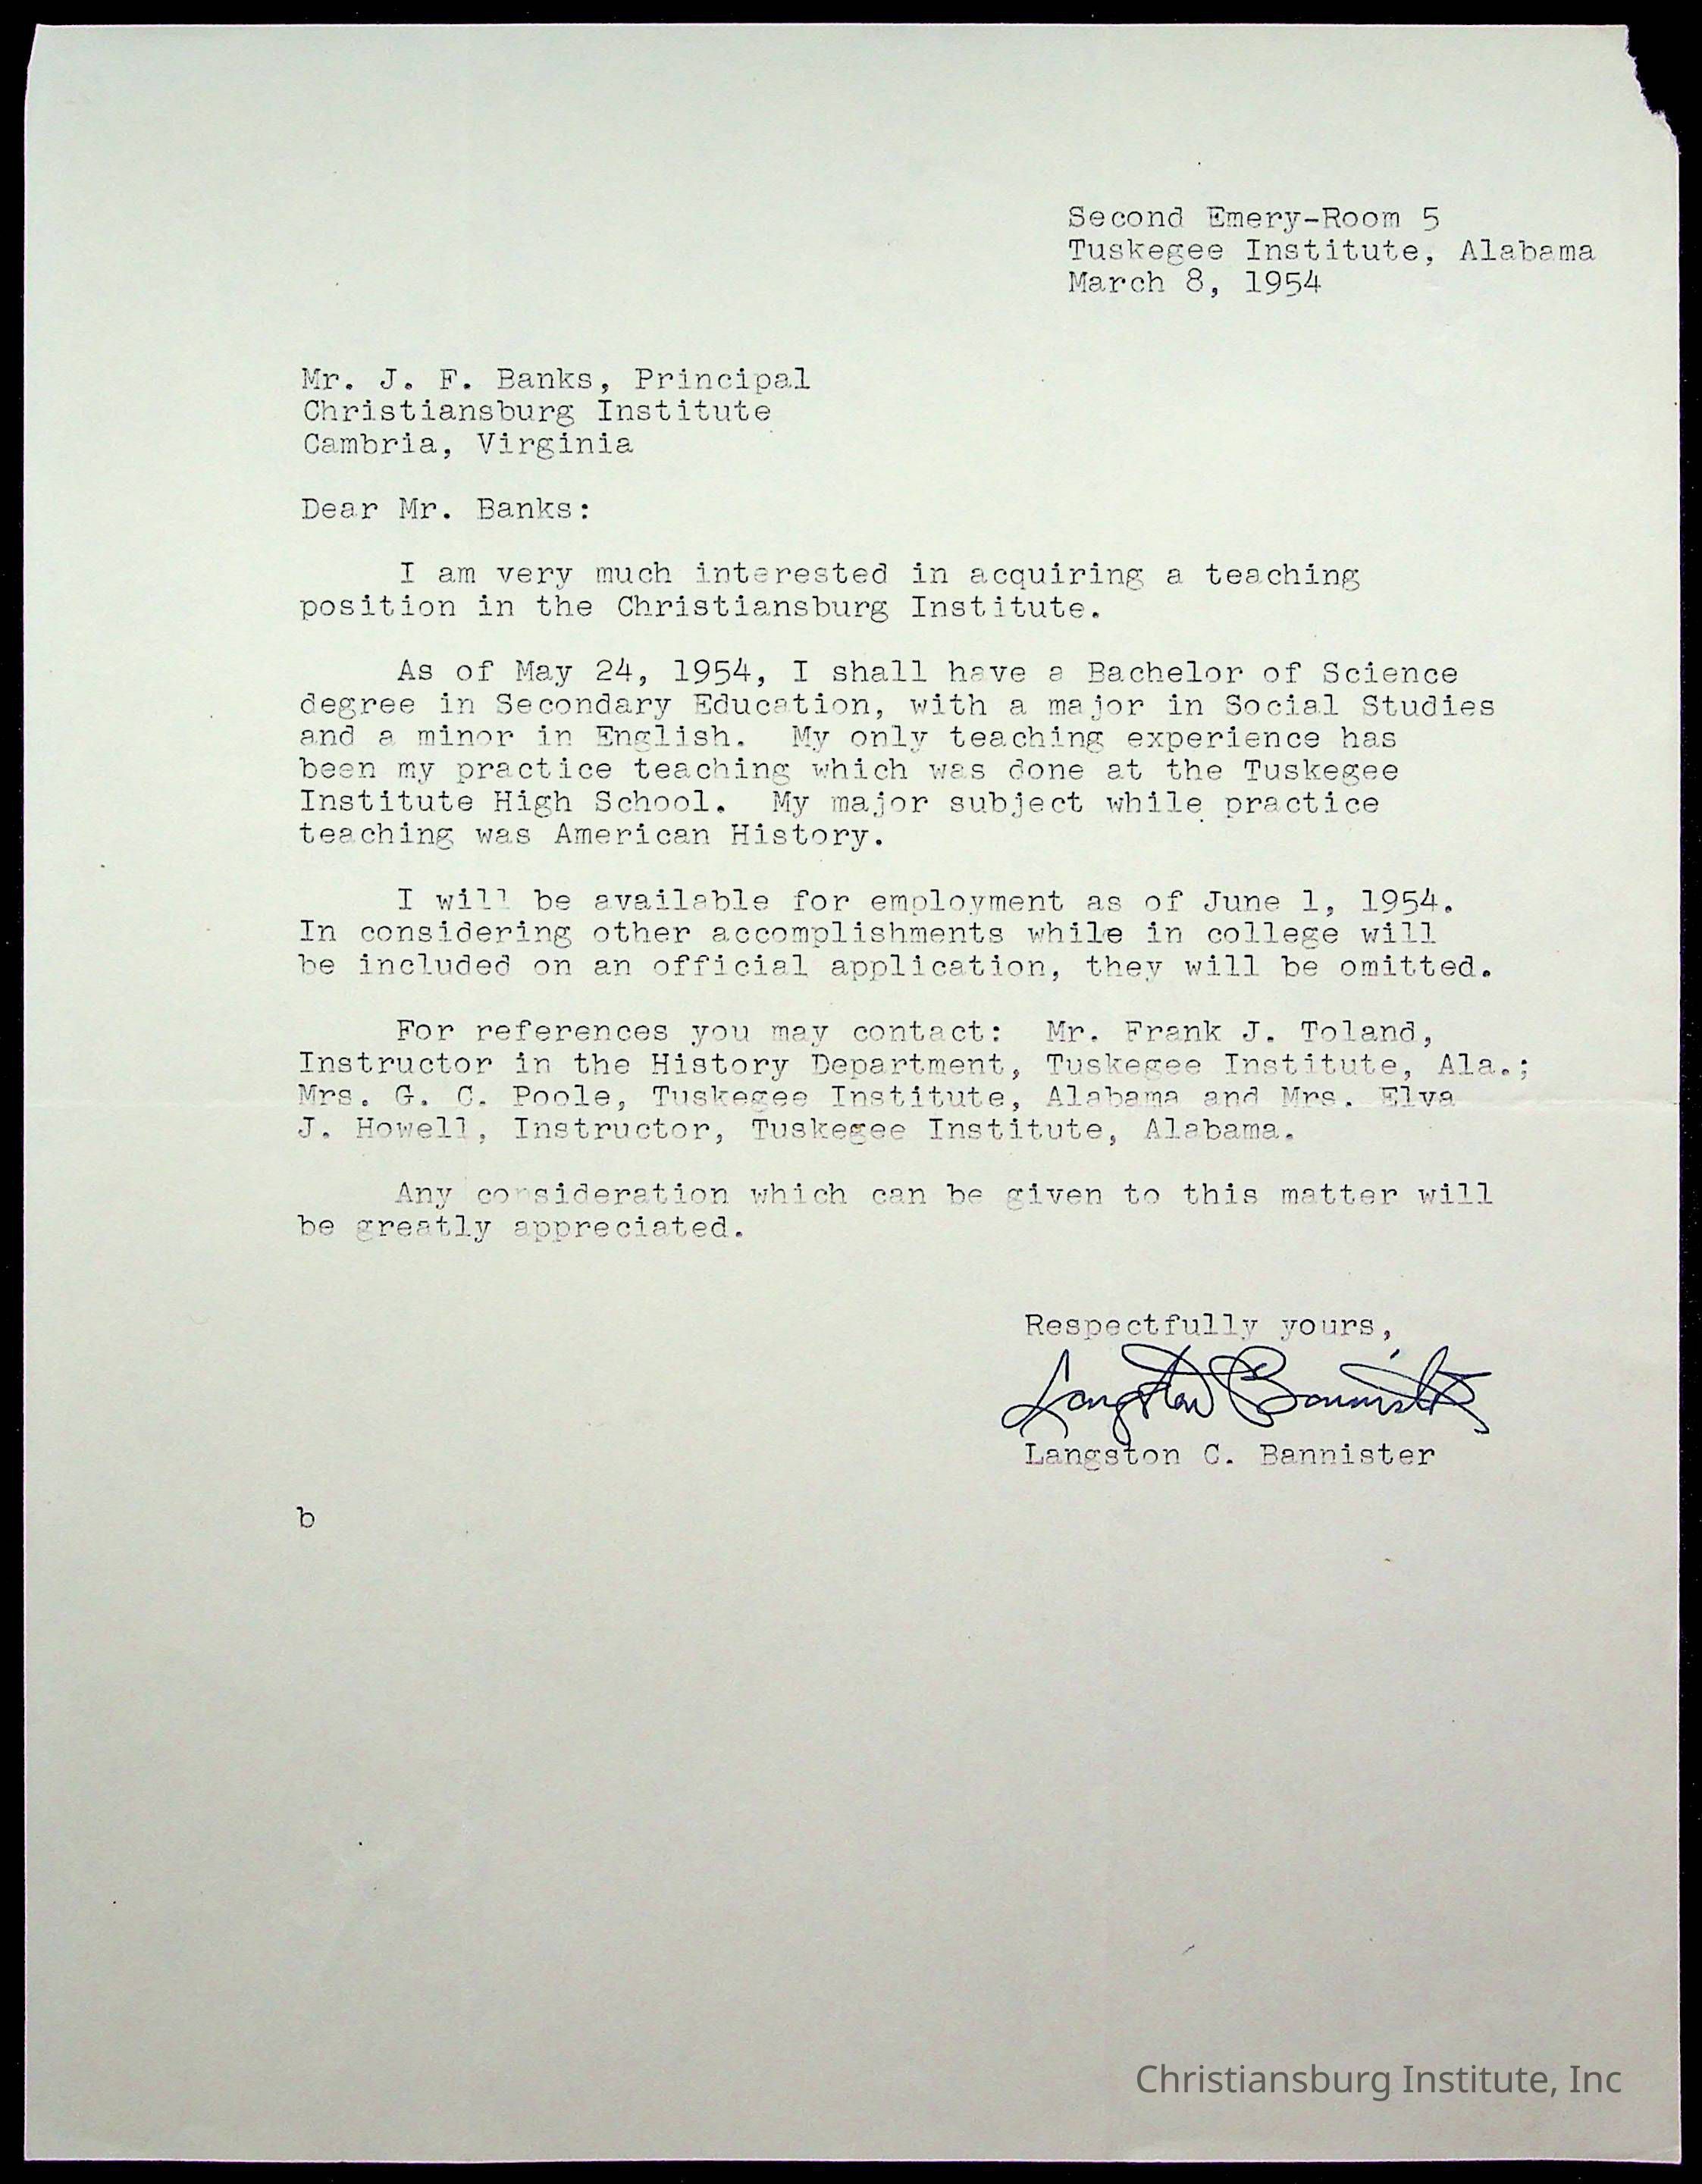 Second Emery-Room 5
Tuskegee Institute, Alabama
March 8, 1954
Mr. J. F. Banks, Principal
Christiansburg Institute
Cambria, Virginia
Dear Mr. Banks:
I am very much interested in acquiring a teaching
position in the Christiansburg Institute.
As of May 24, 1954, I shall have a Bachelor of Science
degree in Secondary Education, with a major in Social Studies
and a minor in English. My only teaching experience has
been my practice teaching which was done at the Tuskegee
Institute High School. My major subject while practice
teaching was American History.
I will be available for employment as of June 1, 1954.
In considering other accomplishments while in college will
be included on an official application, they will be omitted.
For references you may contact: Mr. Frank J. Toland,
Instructor in the History Department, Tuskegee Institute, Ala.;
Mrs. G. C. Poole, Tuskegee Institute, Alabama and Mrs. Elva
J. Howell, Instructor, Tuskegee Institute, Alabama.
Any consideration which can be given to this matter will
be greatly appreciated.
Respectfully yours,
Langston Bannister
Langston C. Bannister
b
Christiansburg Institute, Inc